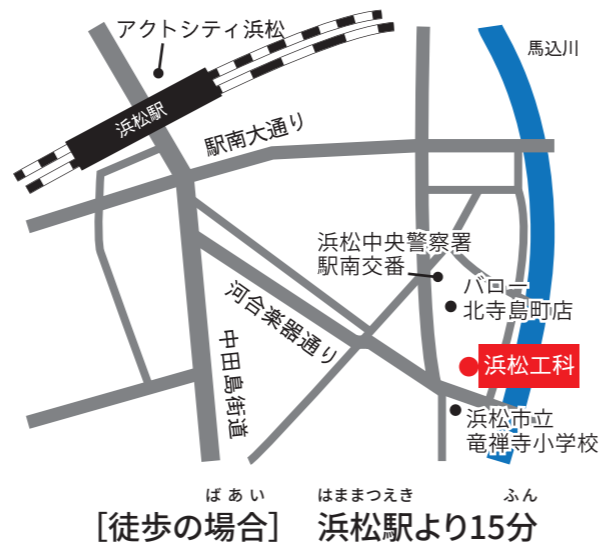 アクトシティ浜松
馬込川
浜松駅
駅南大通り
浜松中央警察署
駅南交番
バロー
北寺島町店
河合楽器通り
中田島街道
浜松工科
浜松市立
竜禅寺小学校
ばあい はままつえき ふん
［徒歩の場合］ 浜松駅より15分